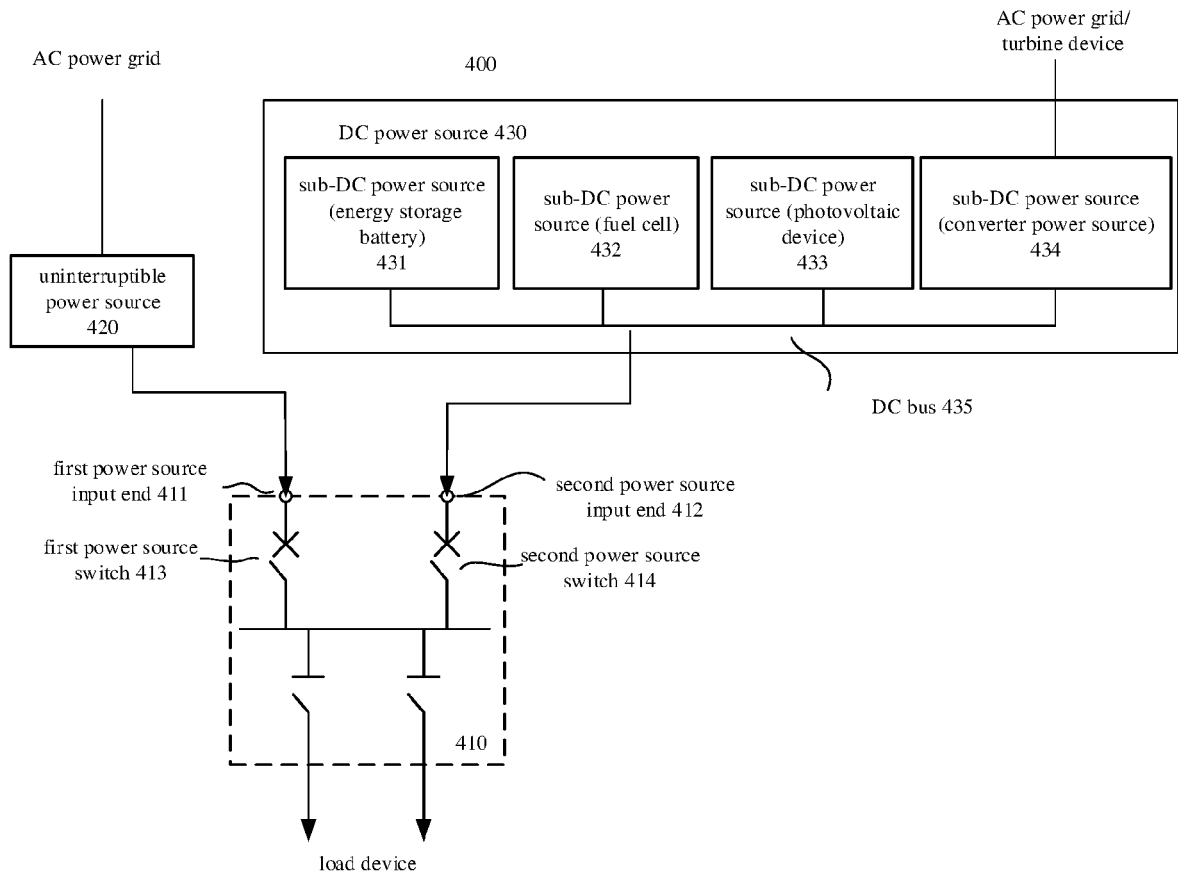 AC power grid
400
AC power grid/
turbine device
DC power source 430
sub-DC power source
(energy storage
battery)
431
sub-DC power
source (fuel cell)
432
sub-DC power
source (photovoltaic
device)
433
sub-DC power source
(converter power source)
434
uninterruptible
power source
420
DC bus 435
first power source
input end 411
second power source
input end 412
first power source
switch 413
second power source
switch 414
410
load device